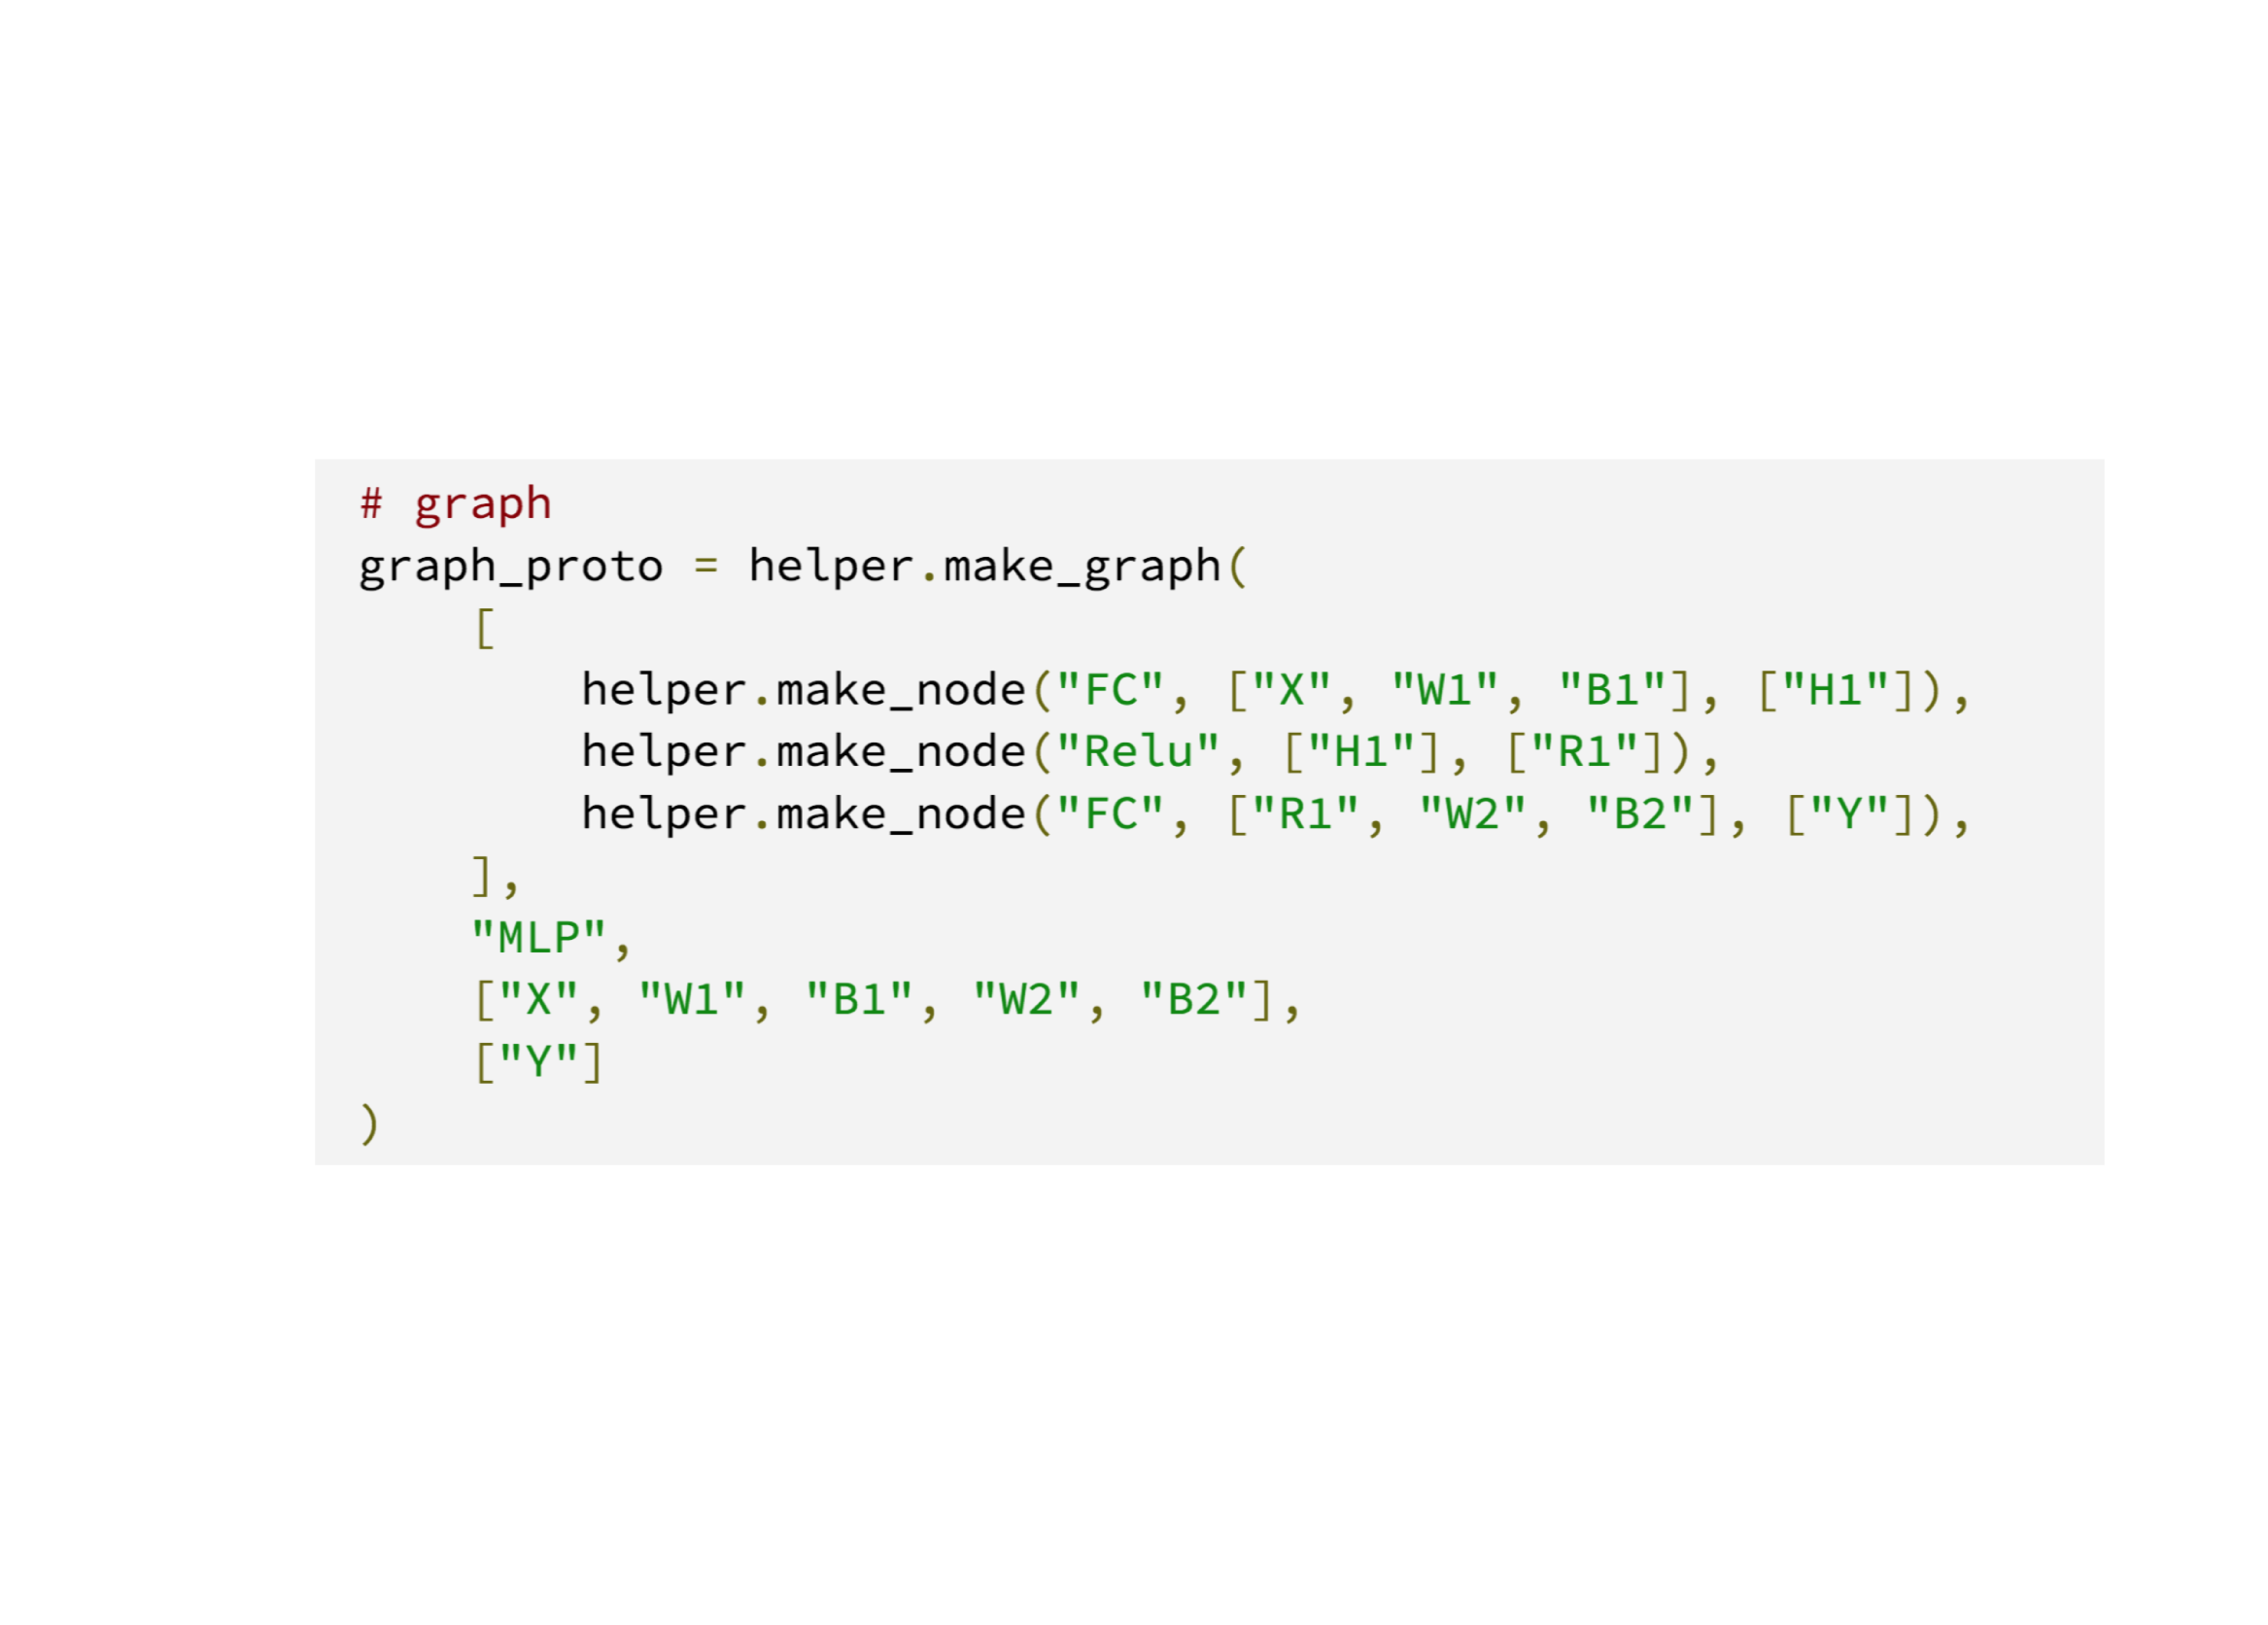 # graph
graph_proto = helper.make_graph(
    [
        helper.make_node("FC", ["X", "W1", "B1"], ["H1"]),
        helper.make_node("Relu", ["H1"], ["R1"]),
        helper.make_node("FC", ["R1", "W2", "B2"], ["Y"]),
    ],
    "MLP",
    ["X", "W1", "B1", "W2", "B2"],
    ["Y"]
)